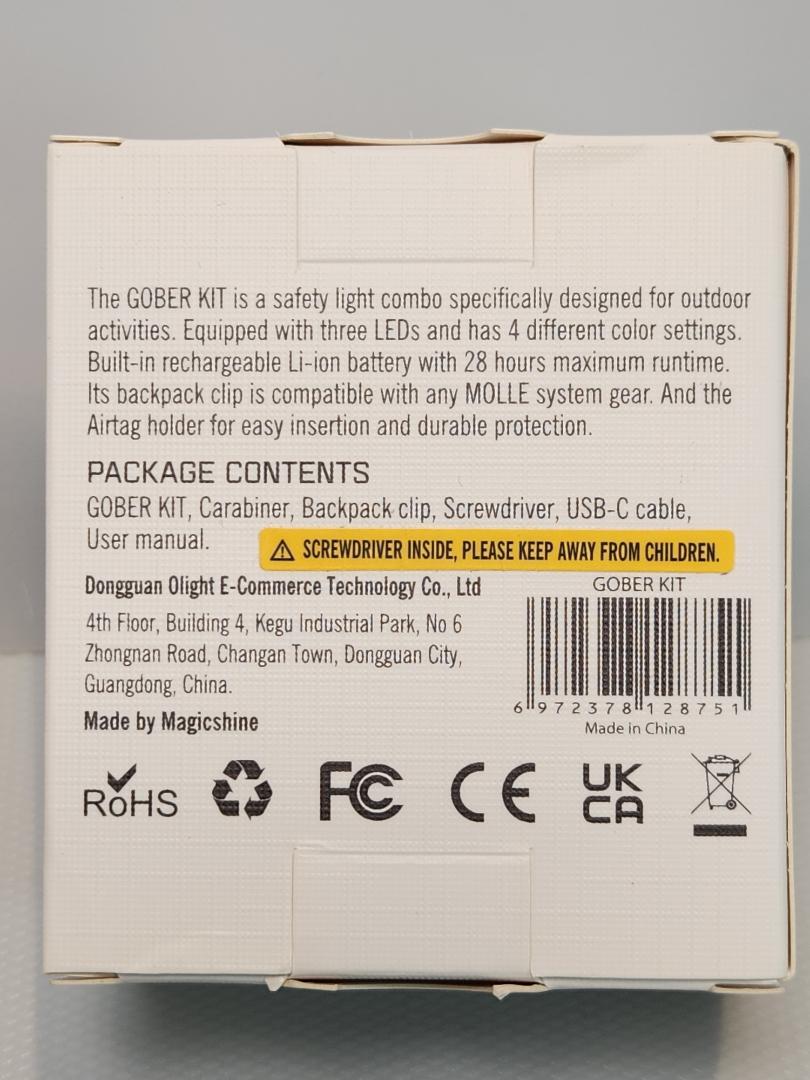 The GOBER KIT is a safety light combo specifically designed for outdoor
activities. Equipped with three LEDs and has 4 different color settings.
Built-in rechargeable Li-ion battery with 28 hours maximum runtime.
Its backpack clip is compatible with any MOLLE system gear. And the
Airtag holder for easy insertion and durable protection.
PACKAGE CONTENTS
GOBER KIT, Carabiner, Backpack clip, Screwdriver, USB-C cable,
User manual.
SCREWDRIVER INSIDE, PLEASE KEEP AWAY FROM CHILDREN.
Dongguan Olight E-Commerce Technology Co., Ltd
4th Floor, Building 4, Kegu Industrial Park, No 6
Zhongnan Road, Changan Town, Dongguan City,
Guangdong, China.
Made by Magicshine
GOBER KIT
6 972378 128751
Made in China
RoHS
FC
CE
UK
CA